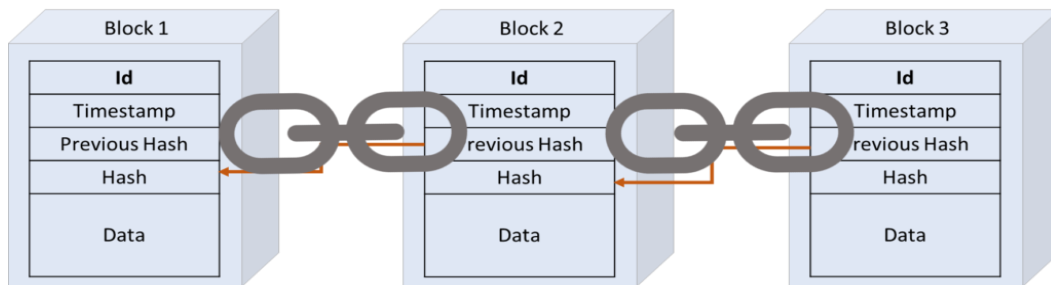 Block 1
Id
Timestamp
Previous Hash
Hash
Data
Block 2
Id
Timestamp
revious Hash
Hash
Data
Block 3
Id
Timestamp
revious Hash
Hash
Data